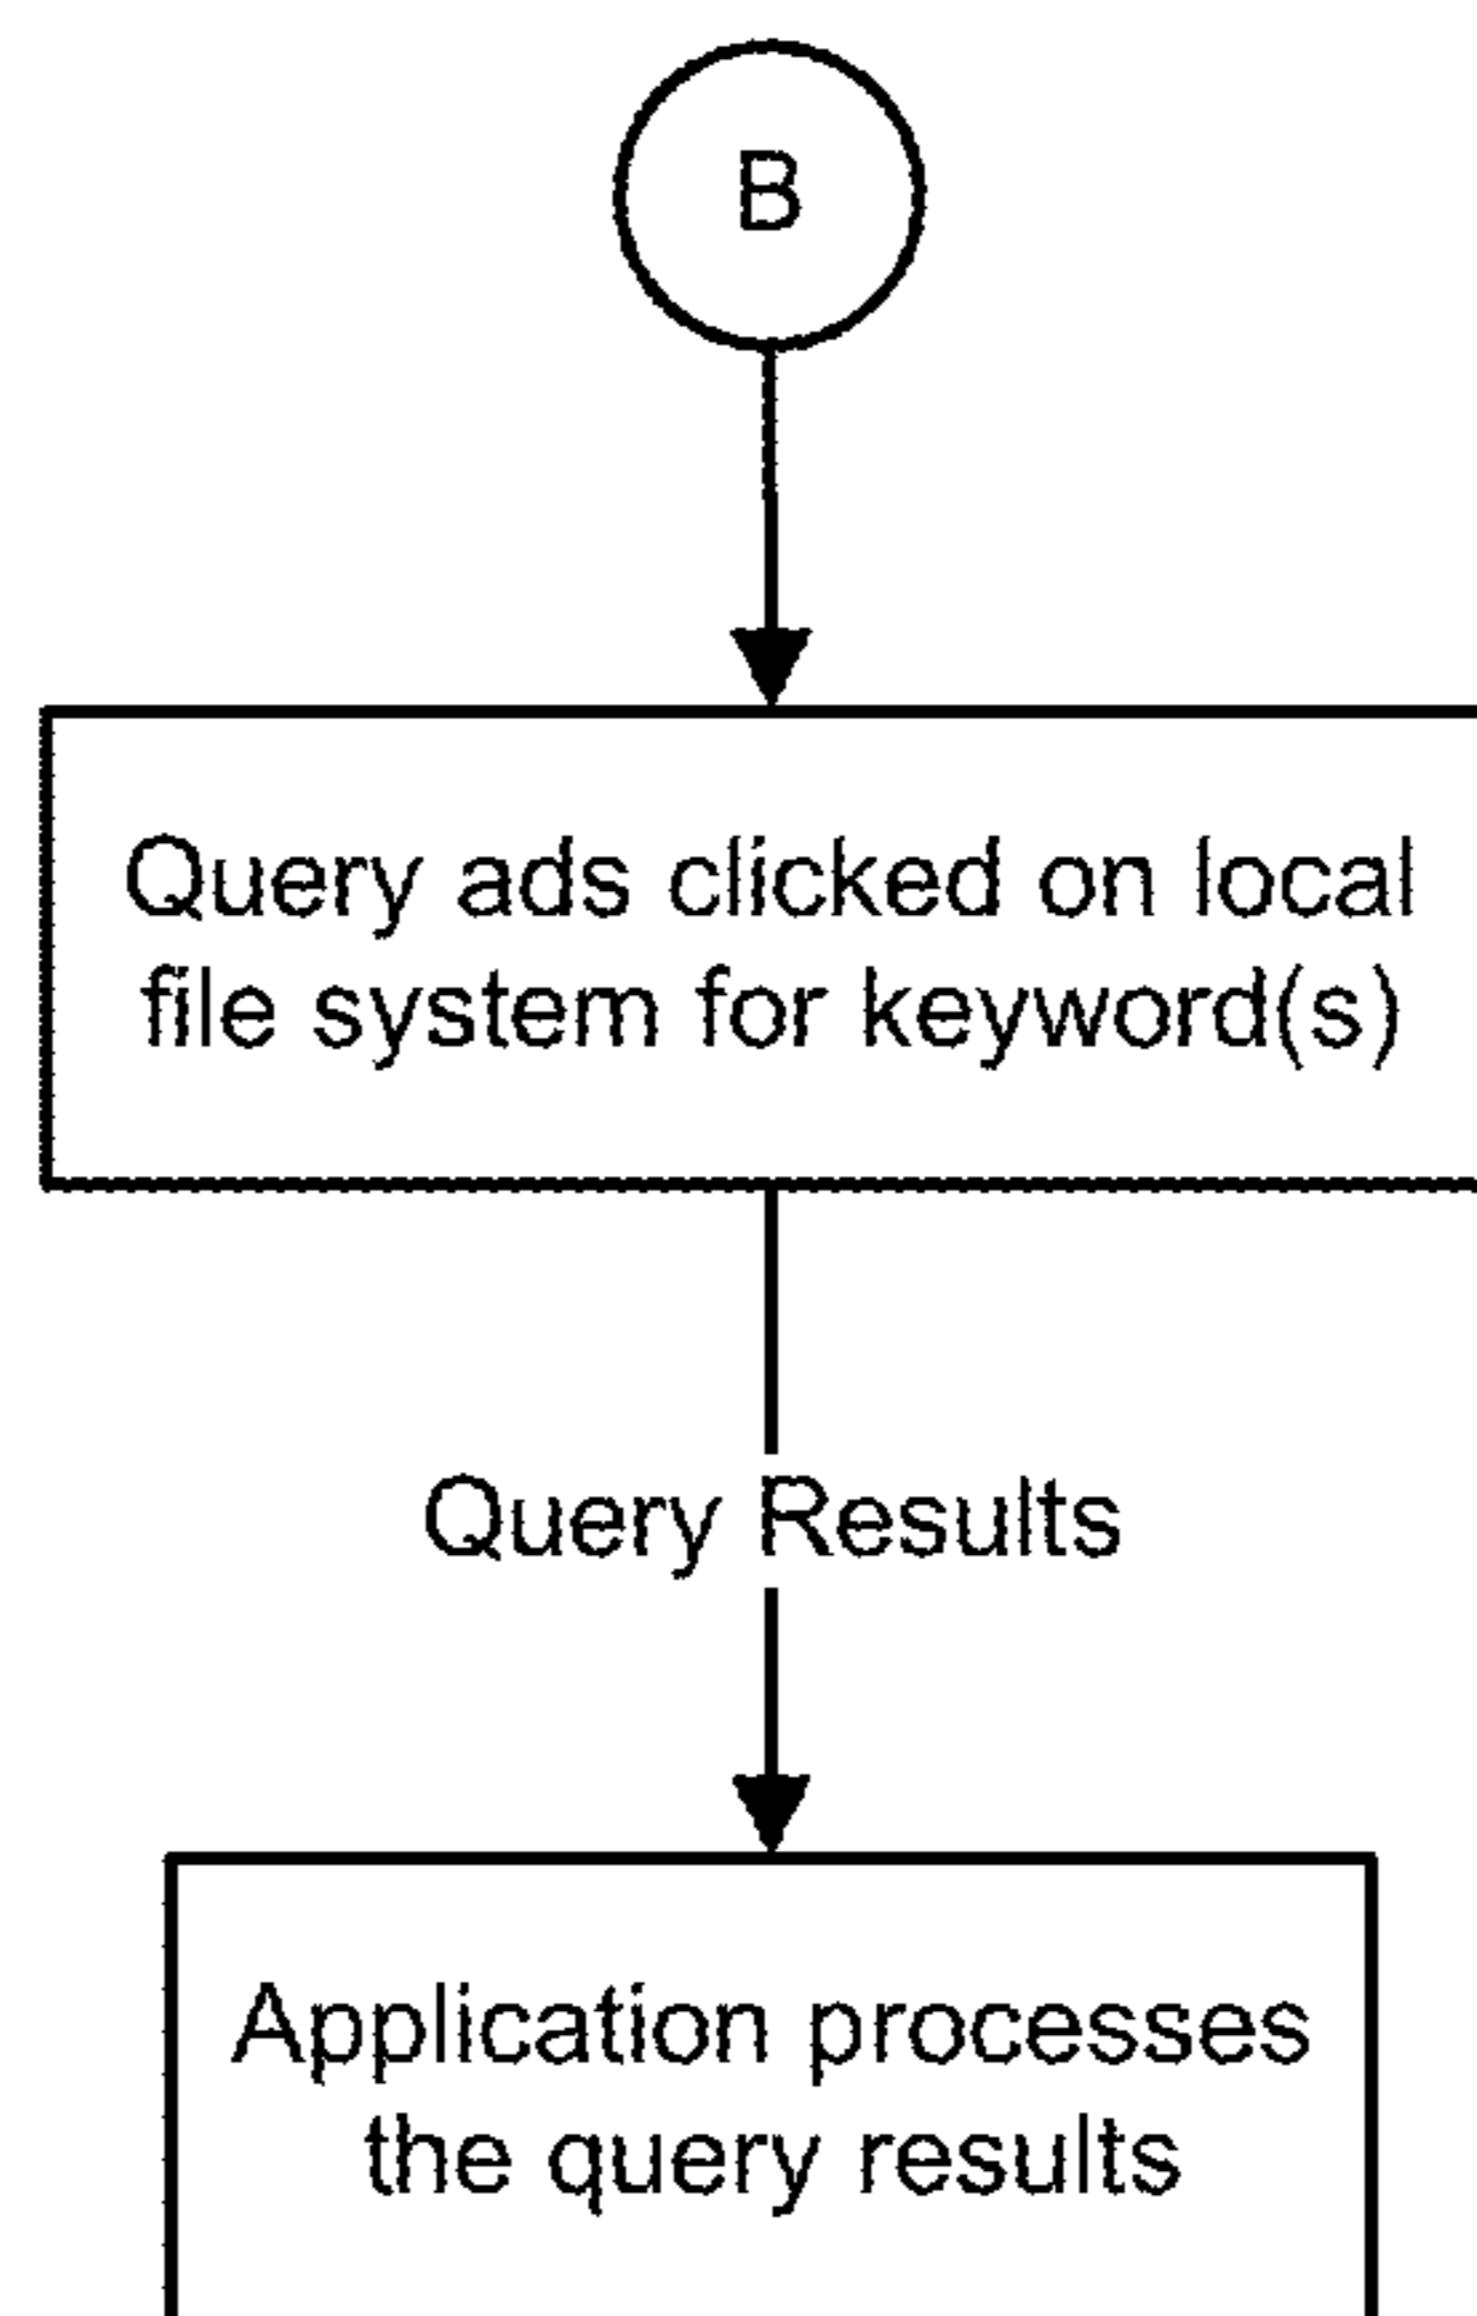 B
Query ads clicked on local
file system for keyword(s)
Query Results
Application processes
the query results